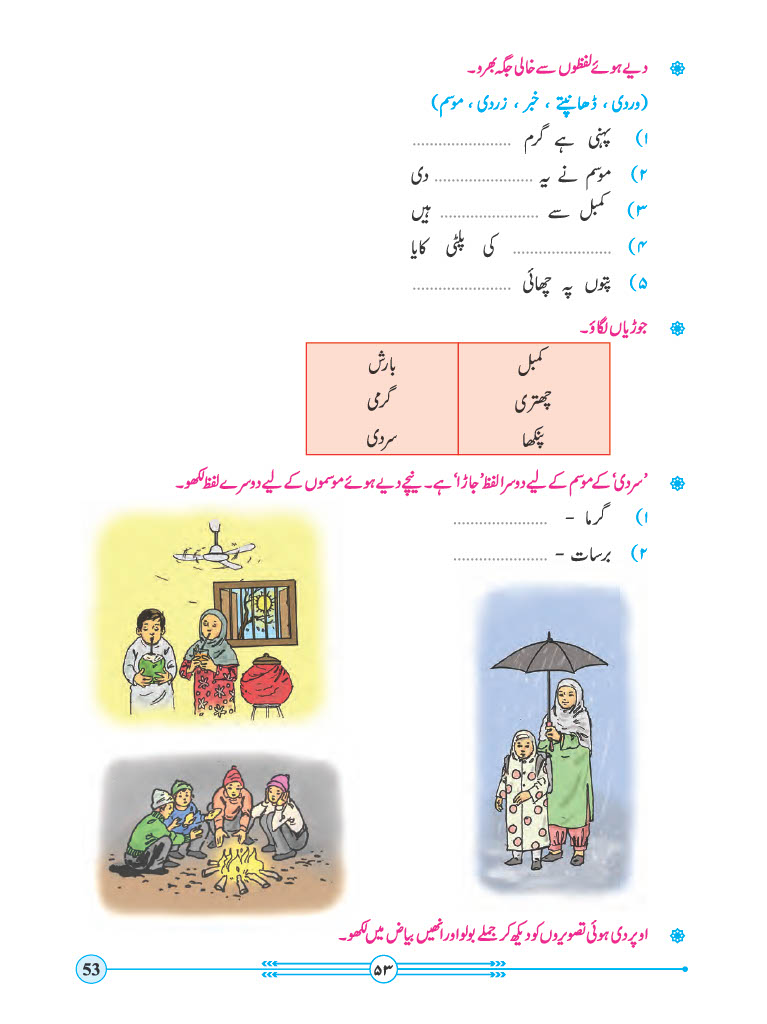 دیے ہوئے لفظوں سے خالی جگہ بھرو۔
(وردی ، ڈھانپتے ، خبر ، زردی ، موسم)
۱) پہنی ہے گرم ......................
۲) موسم نے یہ ...................... دی
۳) کمبل سے ...................... ہیں
۴) ...................... کی پلٹی کایا
۵) پتّوں پہ چھائی ......................
جوڑیاں لگاؤ۔
کمبل بارش
چھتری گرمی
پنکھا سردی
’سردی‘ کے موسم کے لیے دوسرا لفظ ’جاڑا‘ ہے۔ نیچے دیے ہوئے موسموں کے لیے دوسرے لفظ لکھو۔
۱) گرما - ......................
۲) برسات - ......................
اوپر دی ہوئی تصویروں کو دیکھ کر جملے بولو اور انھیں بیاض میں لکھو۔
53 ۵۳